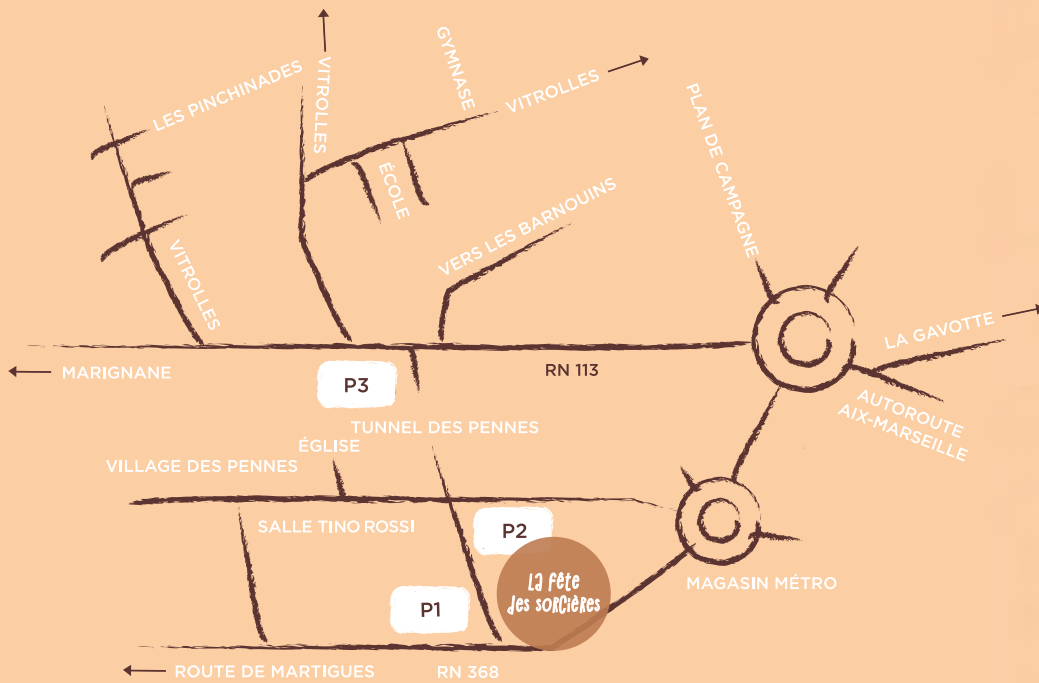 LES PINCHINADES
VITROLLES
GYMNASE
VITROLLES
PLAN DE CAMPAGNE
ÉCOLE
VERS LES BARNOUINS
VITROLLES
LA GAVOTTE
MARIGNANE
P3
RN 113
AUTOROUTE
AIX-MARSEILLE
TUNNEL DES PENNES
ÉGLISE
VILLAGE DES PENNES
SALLE TINO ROSSI
P2
La fête
des sorcières
MAGASIN MÉTRO
P1
ROUTE DE MARTIGUES
RN 368